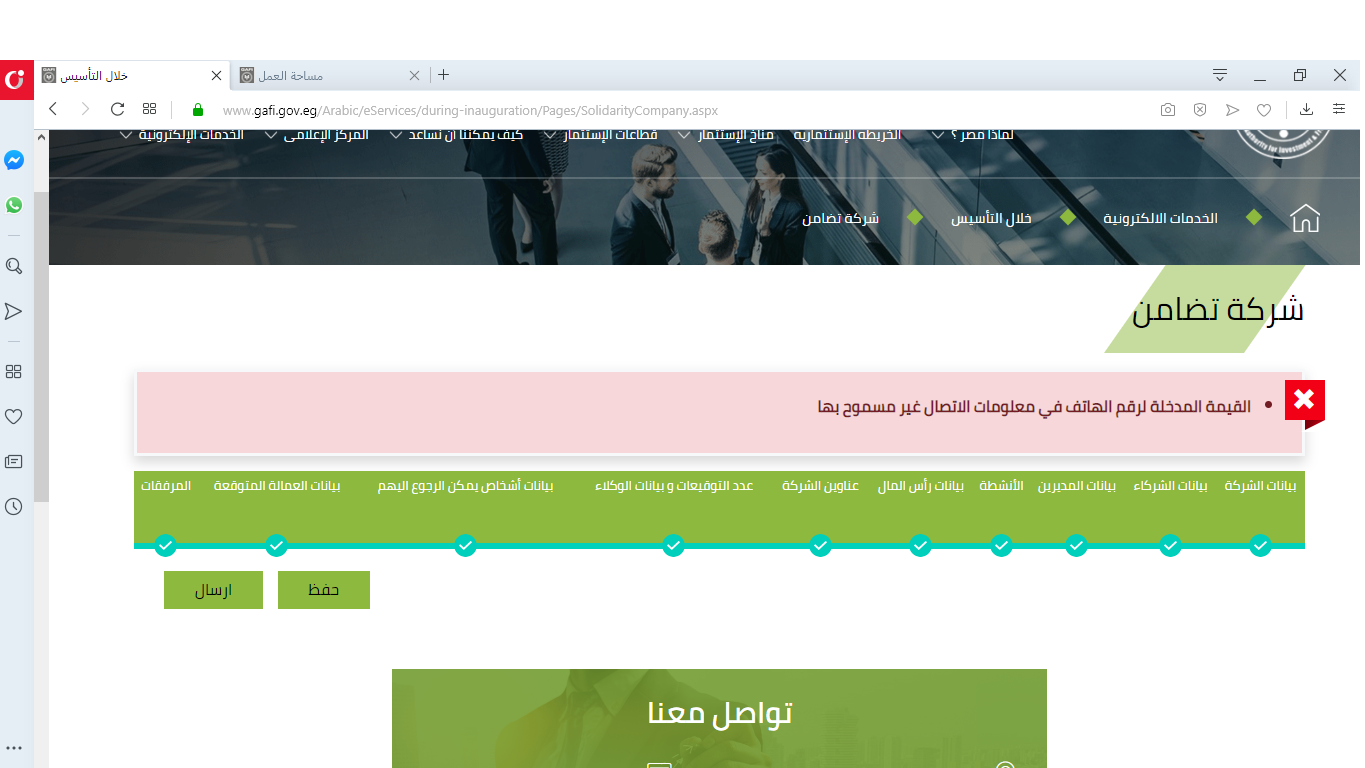 خلال التأسيس
مساحة العمل
www.gafi.gov.eg/Arabic/eServices/during-inauguration/Pages/SolidarityCompany.aspx
لماذا مصر ؟ الخريطة الإستثمارية مناخ الإستثمار قطاعات الإستثمار كيف يمكننا أن نساعد المركز الإعلامي الخدمات الإلكترونية
الخدمات الالكترونية خلال التأسيس شركة تضامن
شركة تضامن
القيمة المدخلة لرقم الهاتف في معلومات الاتصال غير مسموح بها
بيانات الشركة بيانات الشركاء بيانات المديرين الأنشطة بيانات رأس المال عناوين الشركة عدد التوقيعات و بيانات الوكلاء بيانات أشخاص يمكن الرجوع اليهم بيانات العمالة المتوقعة المرفقات
حفظ ارسال
تواصل معنا